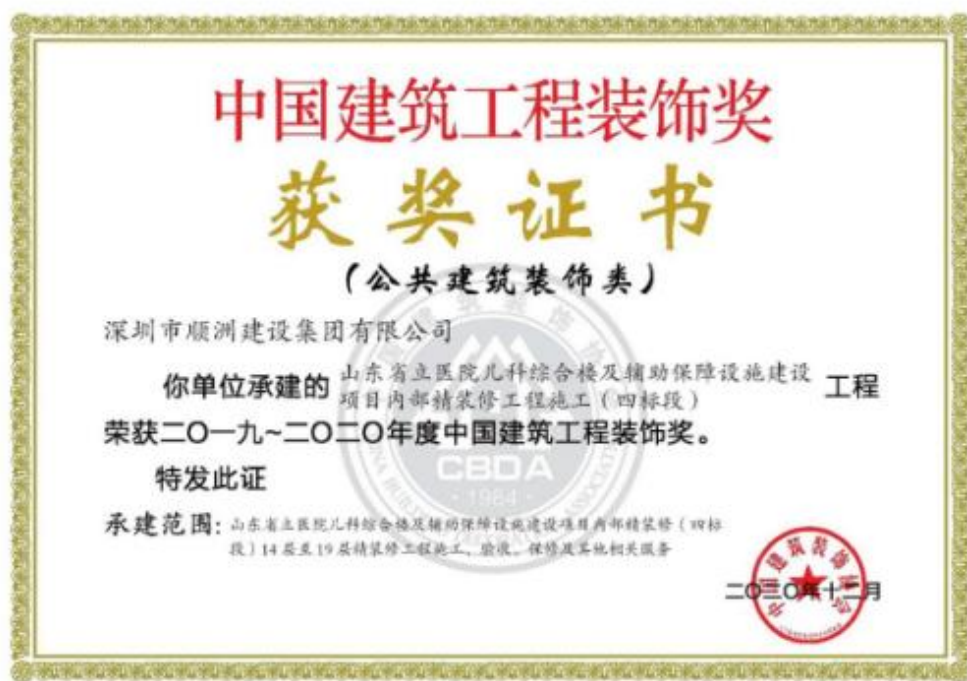 中国建筑工程装饰奖
获奖证书
(公共建筑装饰类)
深圳市顺洲建设集团有限公司
你单位承建的 山东省立医院儿科综合楼及辅助保障设施建设
项目内部精装修工程施工(四标段) 工程
荣获二〇一九~二〇二〇年度中国建筑工程装饰奖。
特发此证
承建范围: 山东省立医院儿科综合楼及辅助保障设施建设项目内部精装修(四标
段)14层至19层精装修工程施工、验收、保修及其他相关服务
二〇二〇年十二月
中国建筑装饰协会
CBDA
·1984·